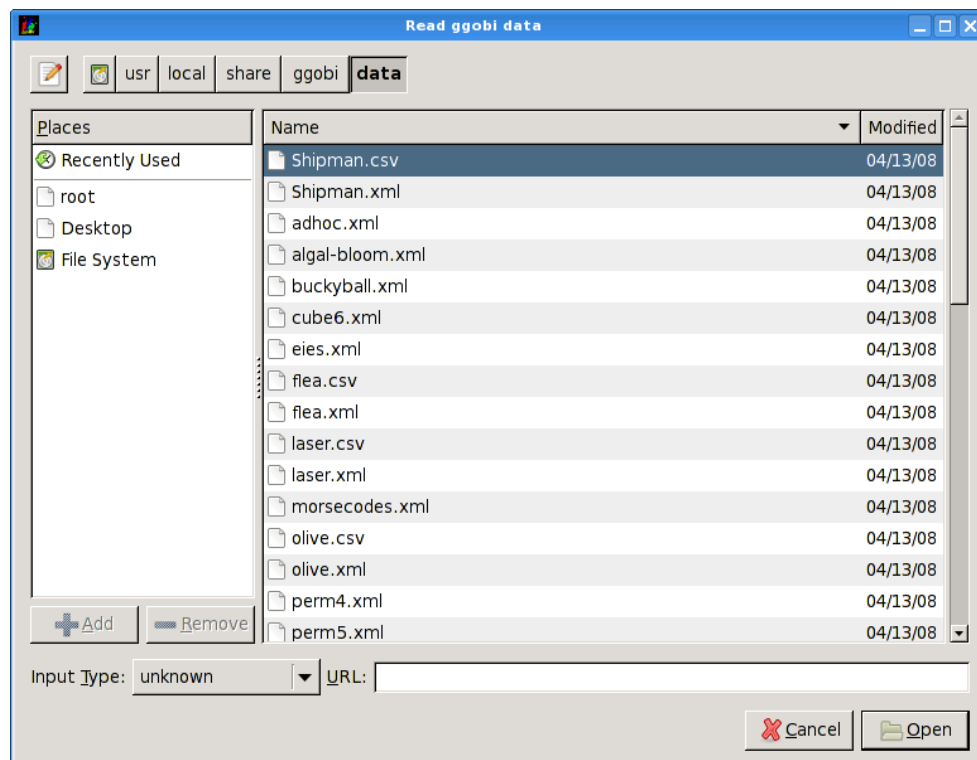 Read ggobi data
usr local share ggobi data
Places
Recently Used
root
Desktop
File System
Add Remove
Name Modified
Shipman.csv 04/13/08
Shipman.xml 04/13/08
adhoc.xml 04/13/08
algal-bloom.xml 04/13/08
buckyball.xml 04/13/08
cube6.xml 04/13/08
eies.xml 04/13/08
flea.csv 04/13/08
flea.xml 04/13/08
laser.csv 04/13/08
laser.xml 04/13/08
morsecodes.xml 04/13/08
olive.csv 04/13/08
olive.xml 04/13/08
perm4.xml 04/13/08
perm5.xml 04/13/08
Input Type: unknown URL:
Cancel Open